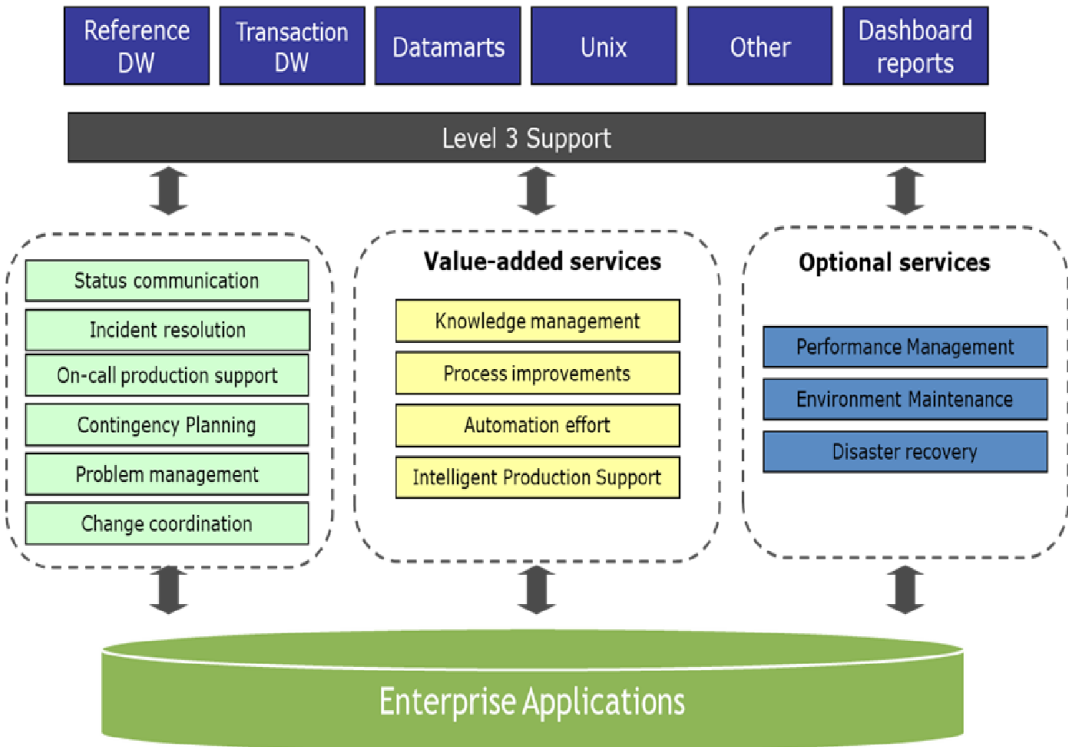 Reference
DW
Transaction
DW
Datamarts
Unix
Other
Dashboard
reports
Level 3 Support
Status communication
Incident resolution
On-call production support
Contingency Planning
Problem management
Change coordination
Value-added services
Knowledge management
Process improvements
Automation effort
Intelligent Production Support
Optional services
Performance Management
Environment Maintenance
Disaster recovery
Enterprise Applications